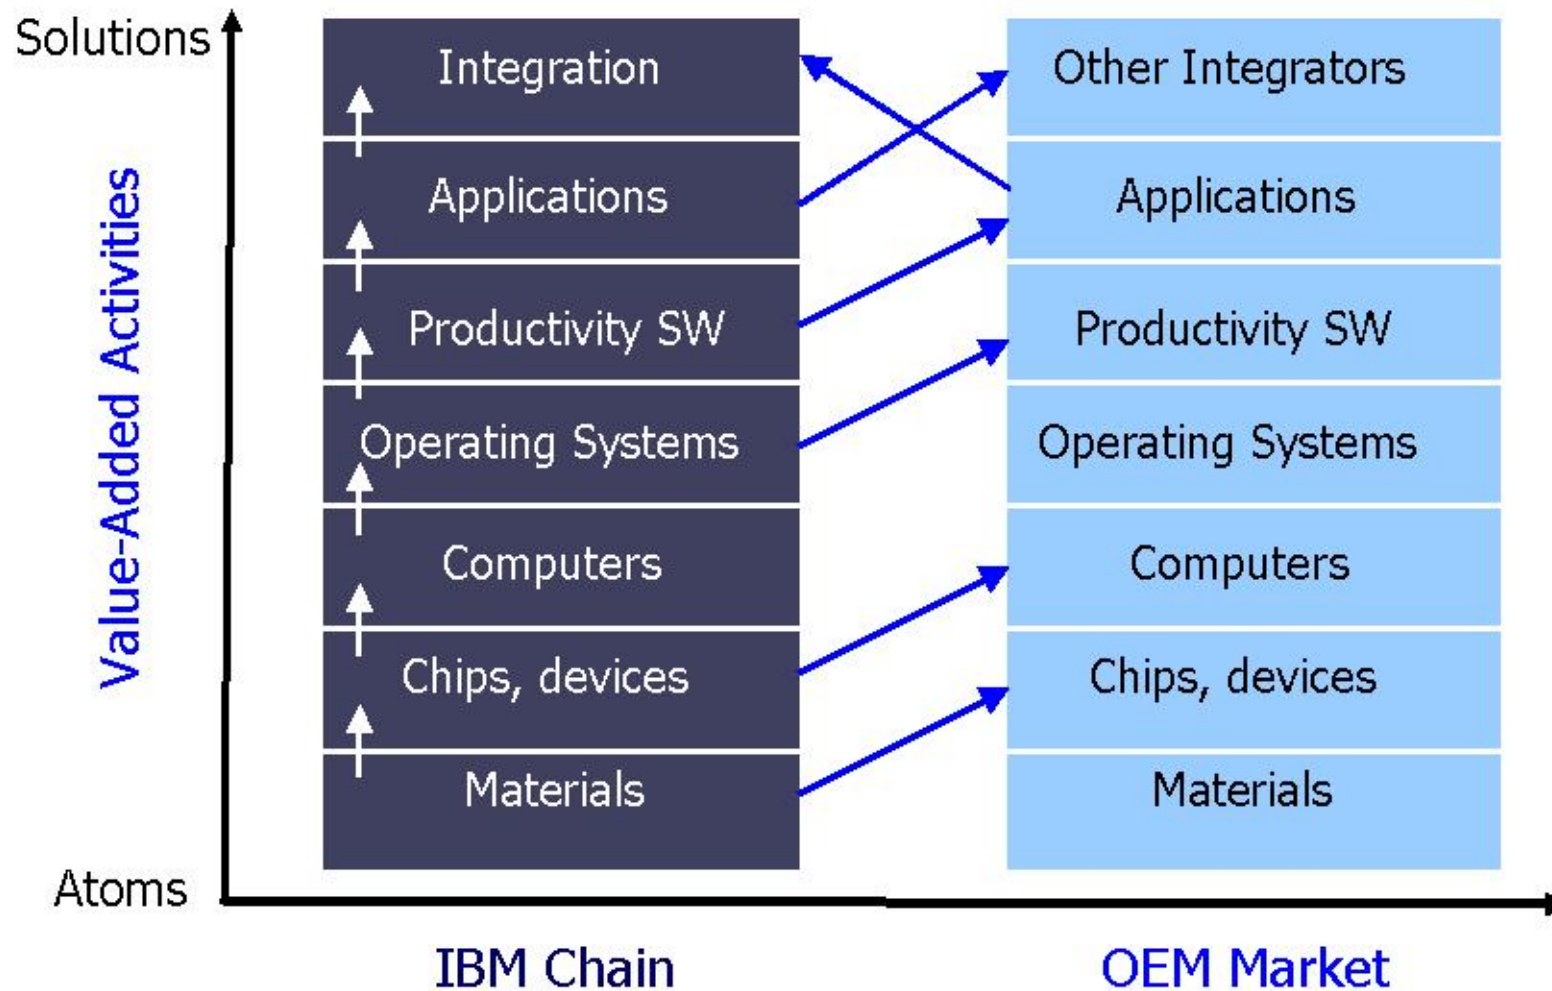 Solutions
Integration
Other Integrators
Applications
Applications
Productivity SW
Productivity SW
Operating Systems
Operating Systems
Computers
Computers
Chips, devices
Chips, devices
Materials
Materials
Atoms
Value-Added Activities
IBM Chain
OEM Market